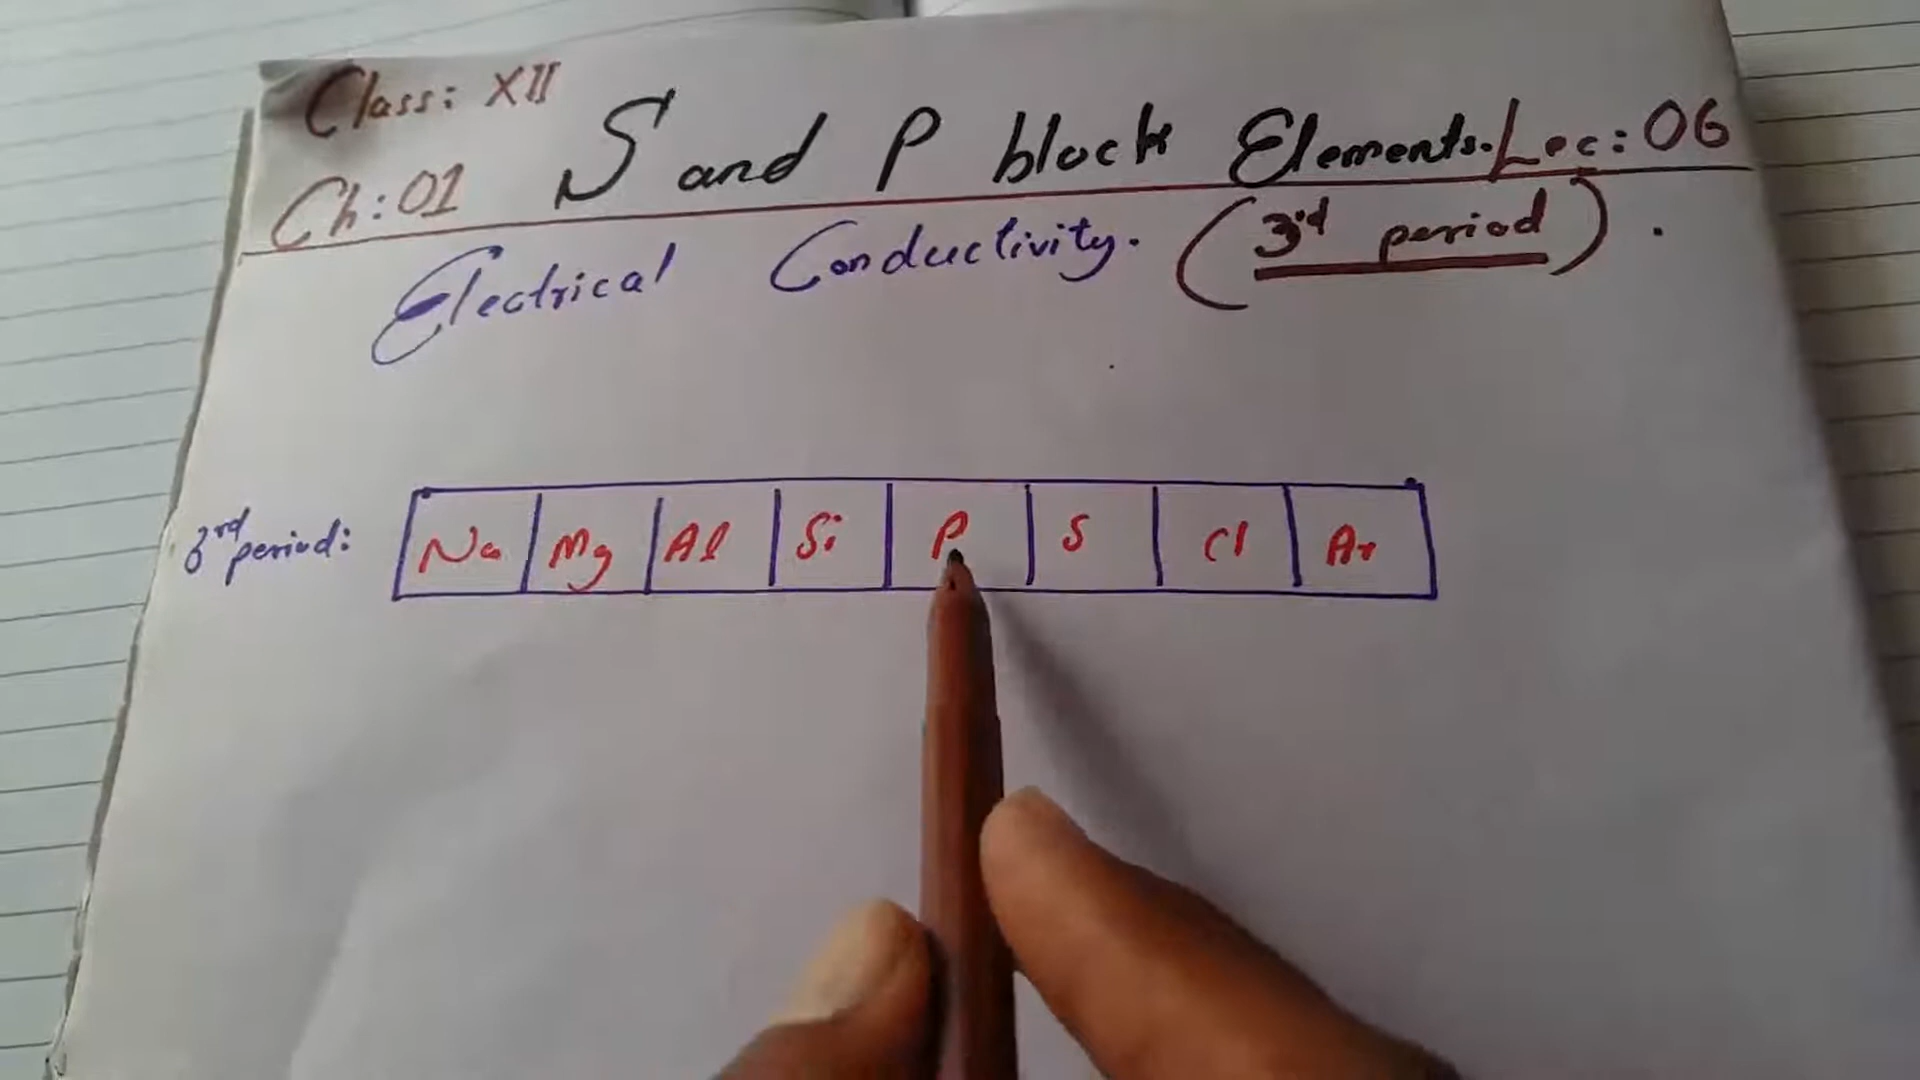 Class: XII
Ch: 01 S and P block Elements. Lec: 06
Electrical Conductivity. (3rd period).
3rd period: Na Mg Al Si P S Cl Ar